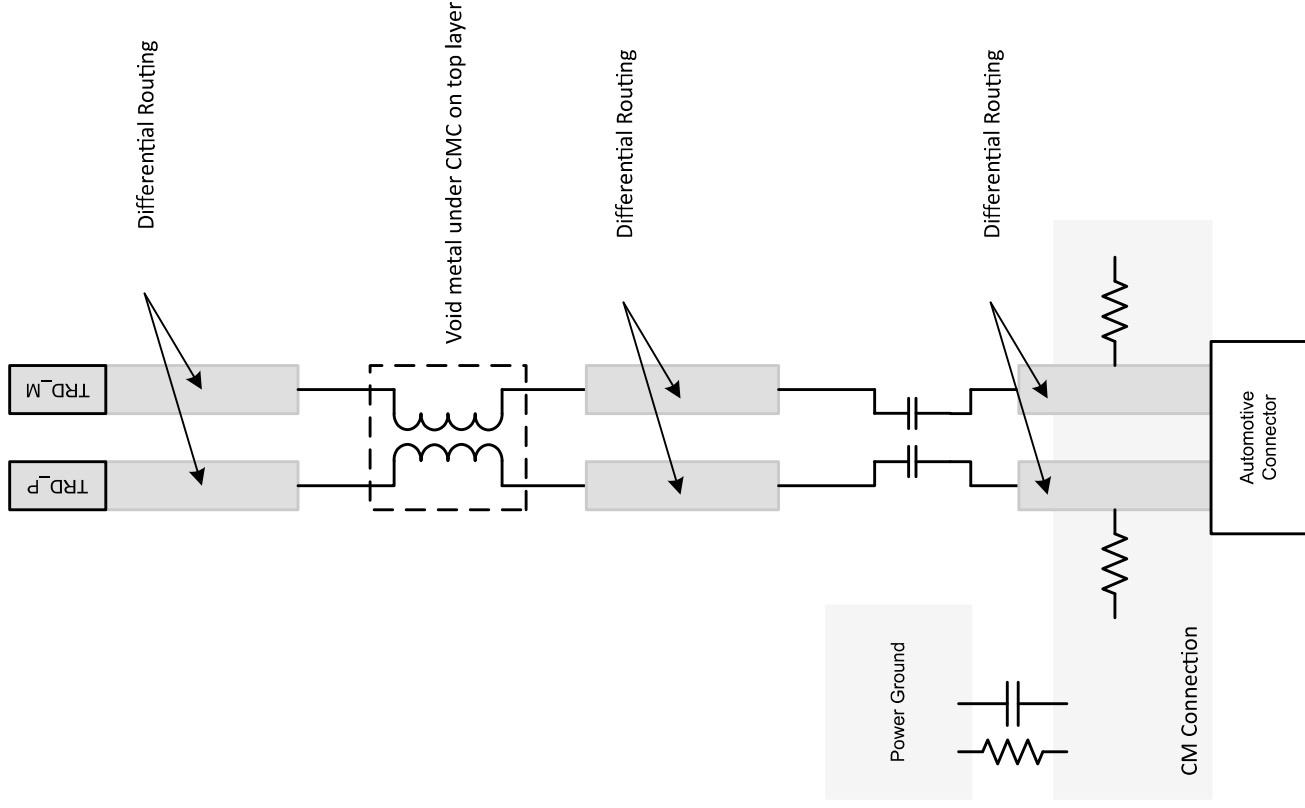 Differential Routing
Void metal under CMC on top layer
Differential Routing
Differential Routing
TRD_M
TRD_P
Automotive
Connector
Power Ground
CM Connection